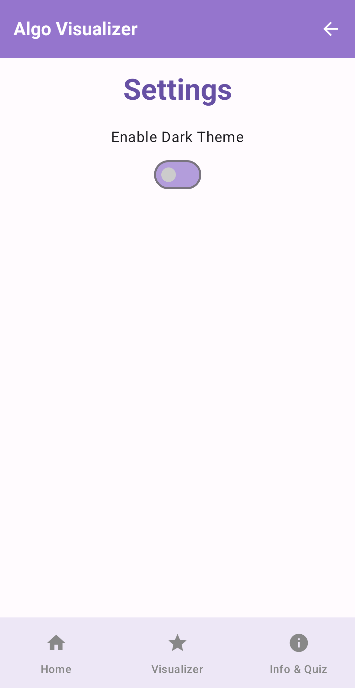 Algo Visualizer
Settings
Enable Dark Theme
Home
Visualizer
Info & Quiz